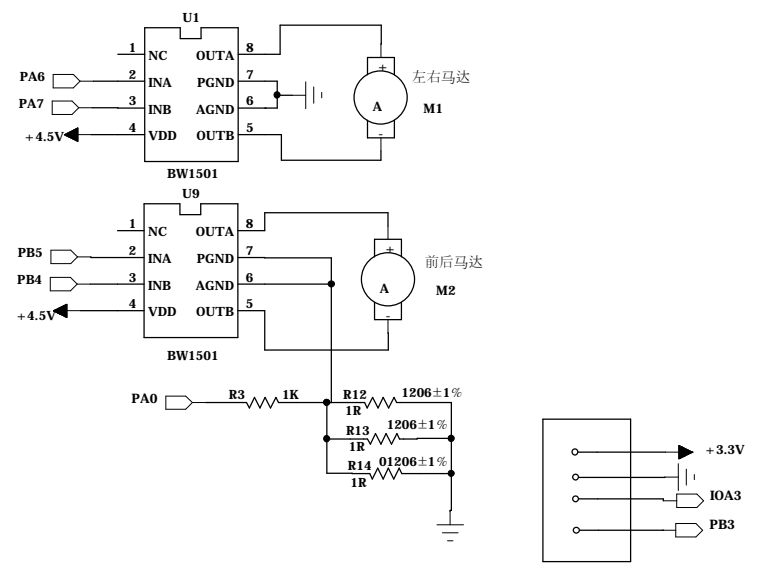 U1
1 NC OUTA 8
PA6 2 INA PGND 7 左右马达
PA7 3 INB AGND 6 A M1
+4.5V 4 VDD OUTB 5
BW1501
U9
1 NC OUTA 8
PB5 2 INA PGND 7 前后马达
PB4 3 INB AGND 6 A M2
+4.5V 4 VDD OUTB 5
BW1501
PA0 R3 1K R12 1206±1%
1R
R13 1206±1%
1R
R14 01206±1%
1R
+3.3V
IOA3
PB3